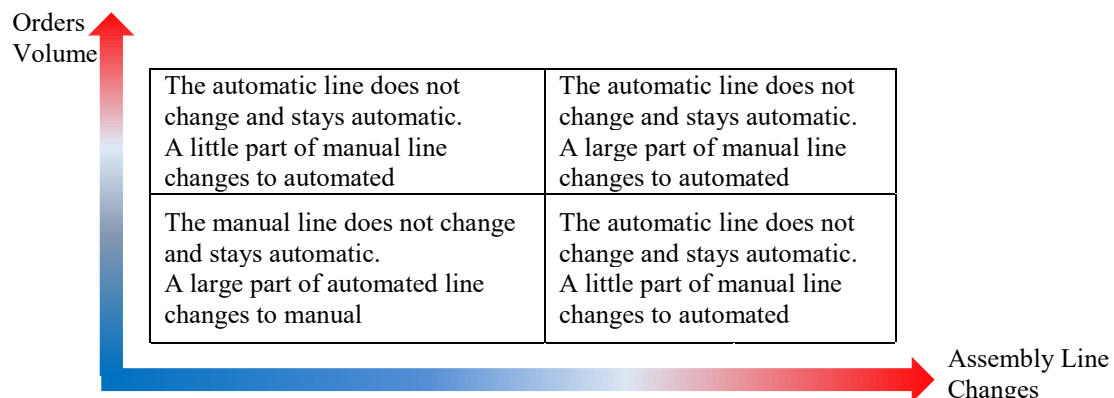 Orders
Volume
The automatic line does not
change and stays automatic.
A little part of manual line
changes to automated
The automatic line does not
change and stays automatic.
A large part of manual line
changes to automated
The manual line does not change
and stays automatic.
A large part of automated line
changes to manual
The automatic line does not
change and stays automatic.
A little part of manual line
changes to automated
Assembly Line
Changes